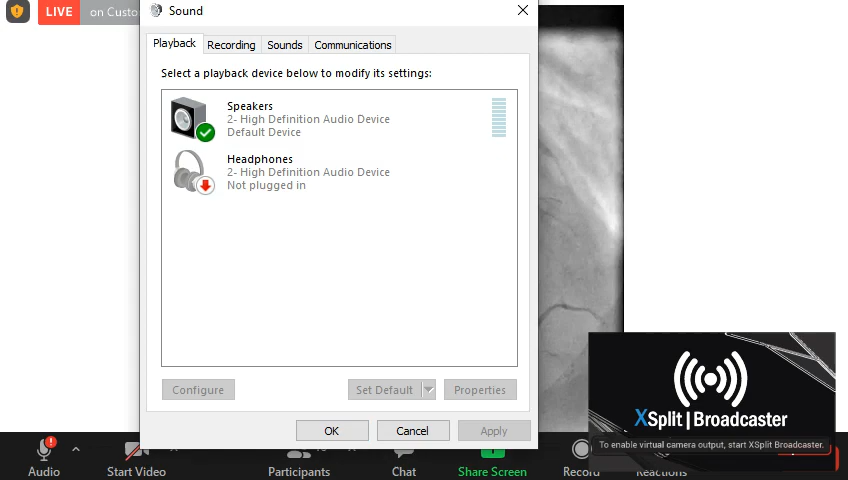 LIVE
on Custo
Sound
Playback
Recording
Sounds
Communications
Select a playback device below to modify its settings:
Speakers
2- High Definition Audio Device
Default Device
Headphones
2- High Definition Audio Device
Not plugged in
Configure
Set Default
Properties
OK
Cancel
Apply
XSplit | Broadcaster
To enable virtual camera output, start XSplit Broadcaster.
Audio
Start Video
Participants
Chat
Share Screen
Record
Reactions